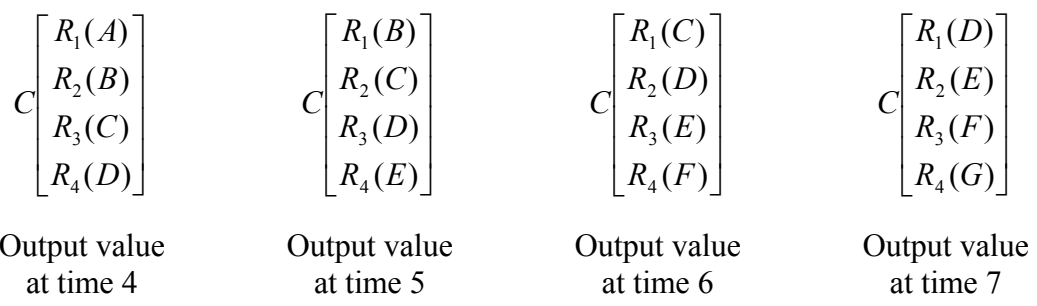 C [ R₁(A) R₂(B) R₃(C) R₄(D) ]
Output value
at time 4
C [ R₁(B) R₂(C) R₃(D) R₄(E) ]
Output value
at time 5
C [ R₁(C) R₂(D) R₃(E) R₄(F) ]
Output value
at time 6
C [ R₁(D) R₂(E) R₃(F) R₄(G) ]
Output value
at time 7